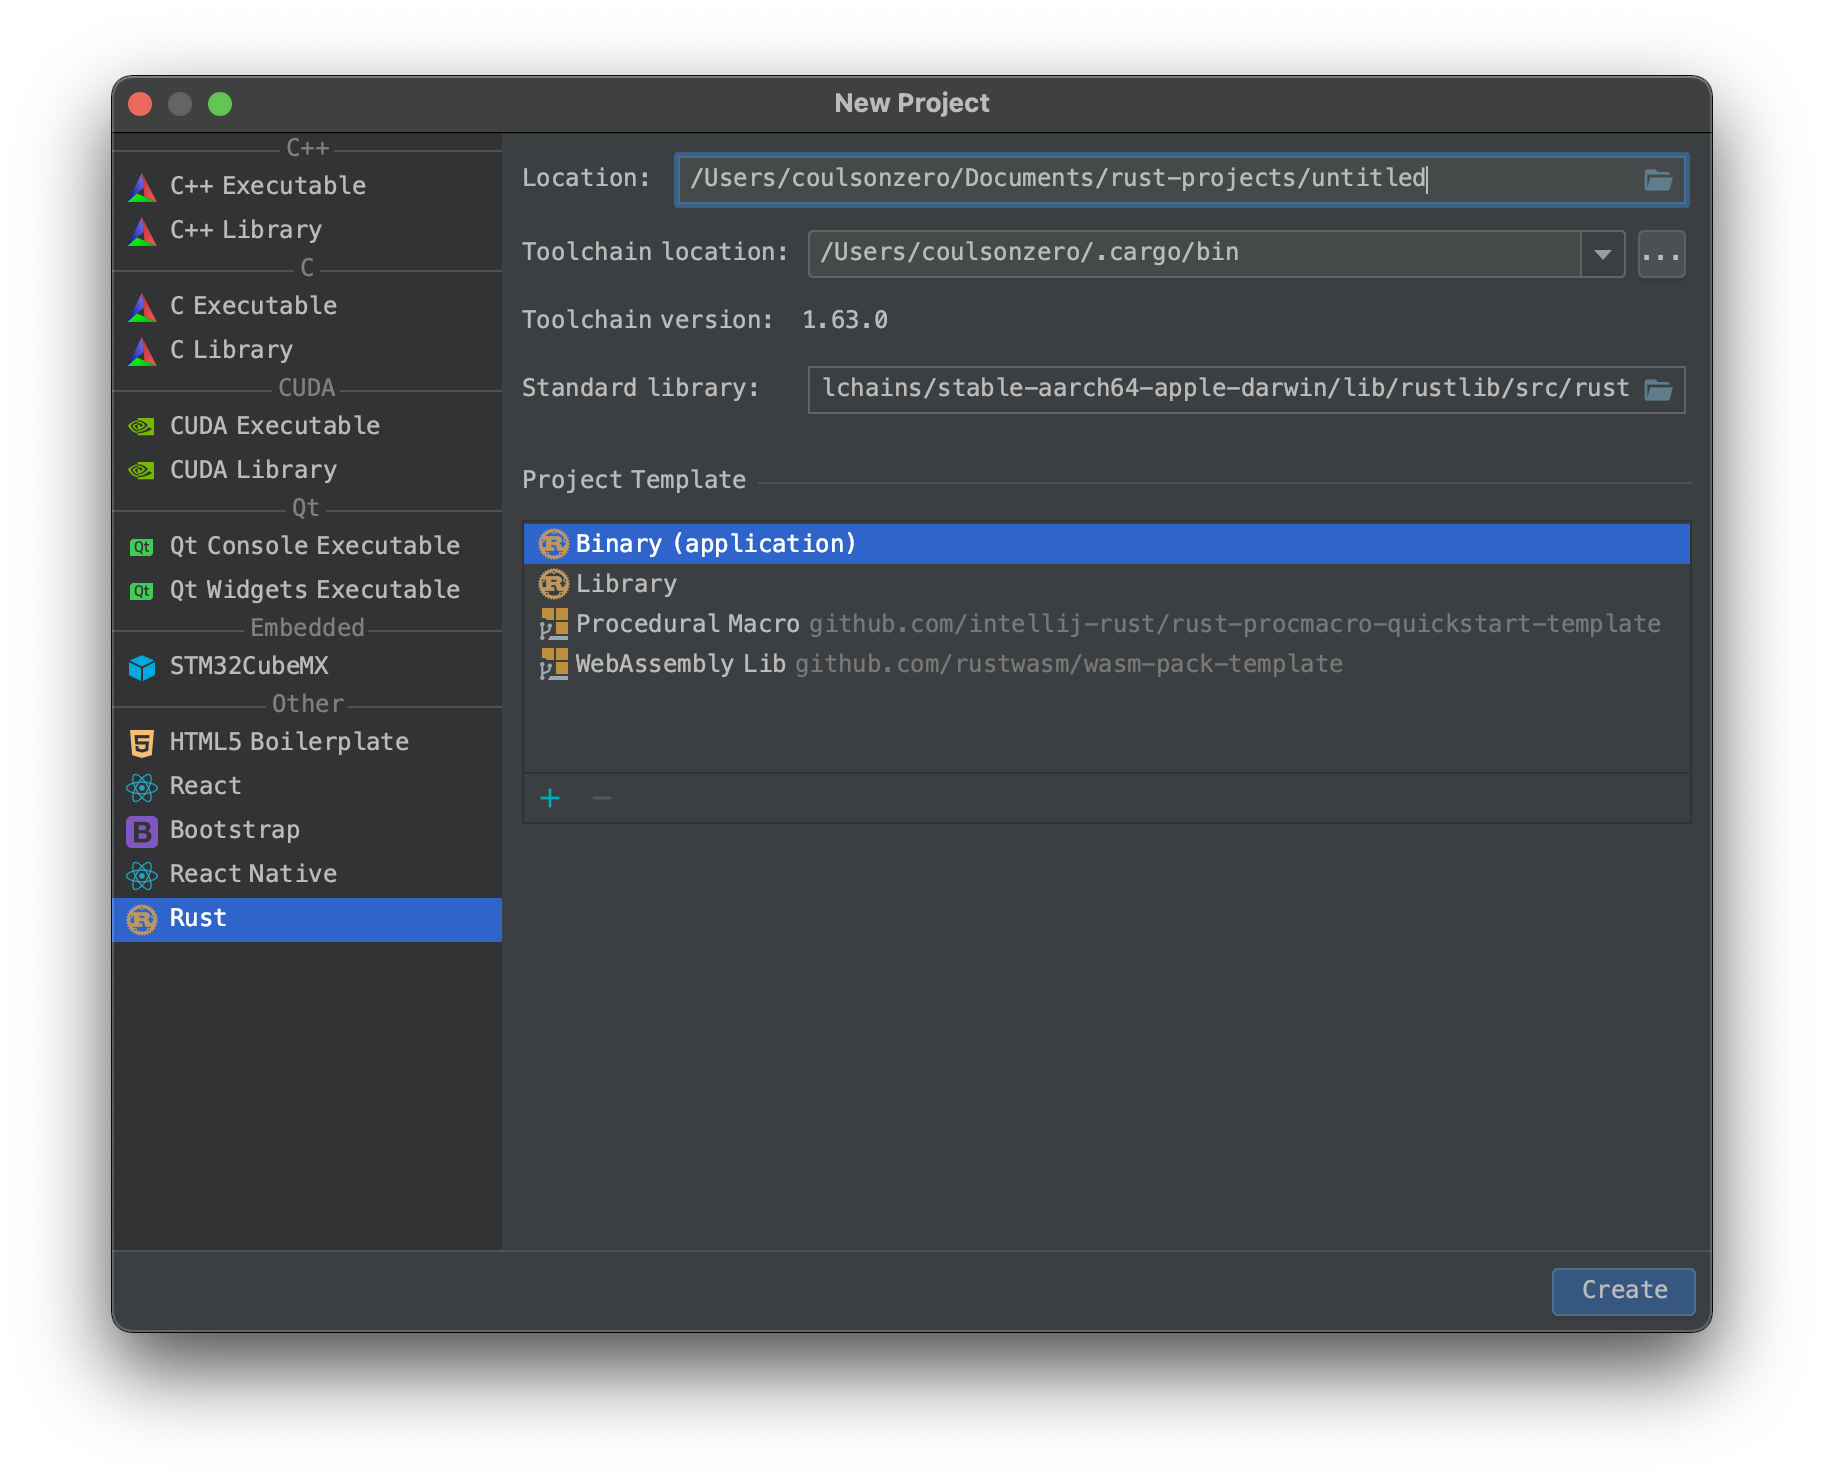 New Project
C++
C++ Executable
C++ Library
C
C Executable
C Library
CUDA
CUDA Executable
CUDA Library
Qt
Qt Qt Console Executable
Qt Qt Widgets Executable
Embedded
STM32CubeMX
Other
5 HTML5 Boilerplate
React
B Bootstrap
React Native
R Rust
Location: /Users/coulsonzero/Documents/rust-projects/untitled
Toolchain location: /Users/coulsonzero/.cargo/bin ...
Toolchain version: 1.63.0
Standard library: lchains/stable-aarch64-apple-darwin/lib/rustlib/src/rust
Project Template
R Binary (application)
R Library
Procedural Macro github.com/intellij-rust/rust-procmacro-quickstart-template
WebAssembly Lib github.com/rustwasm/wasm-pack-template
+ −
Create